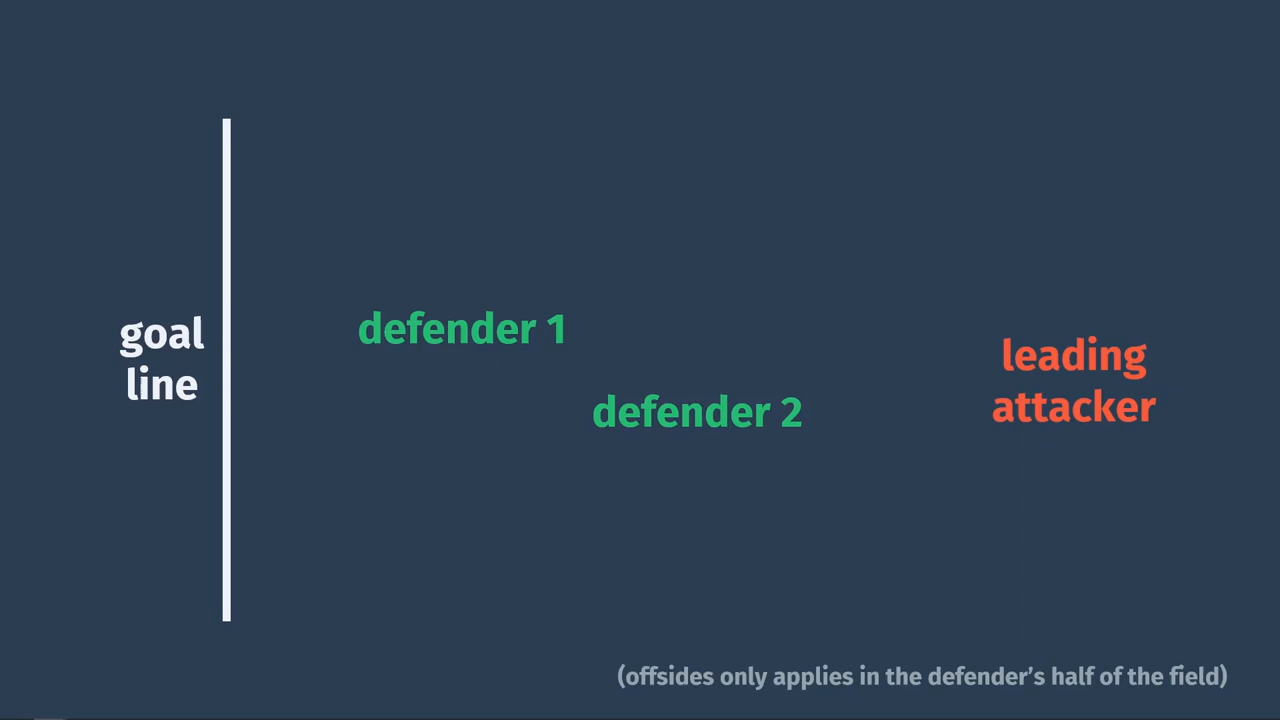 goal
line
defender 1
defender 2
leading
attacker
(offsides only applies in the defender’s half of the field)